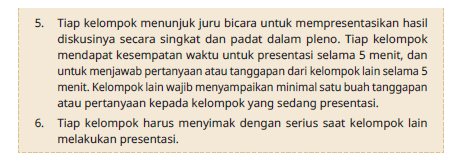 5. Tiap kelompok menunjuk juru bicara untuk mempresentasikan hasil
diskusinya secara singkat dan padat dalam pleno. Tiap kelompok
mendapat kesempatan waktu untuk presentasi selama 5 menit, dan
untuk menjawab pertanyaan atau tanggapan dari kelompok lain selama 5
menit. Kelompok lain wajib menyampaikan minimal satu buah tanggapan
atau pertanyaan kepada kelompok yang sedang presentasi.
6. Tiap kelompok harus menyimak dengan serius saat kelompok lain
melakukan presentasi.